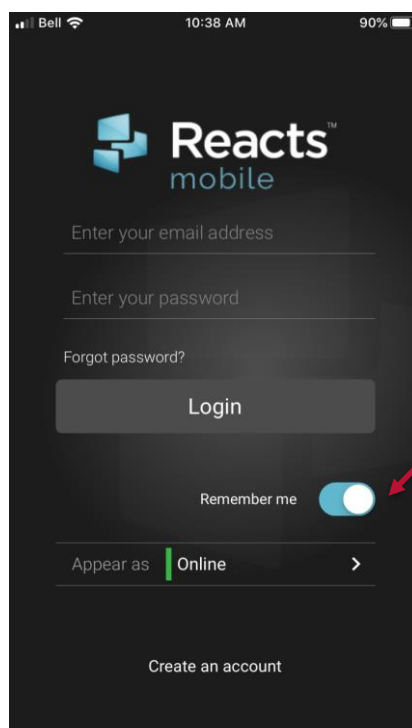 Bell 10:38 AM 90%
Reacts™
mobile
Enter your email address
Enter your password
Forgot password?
Login
Remember me
Appear as Online
Create an account